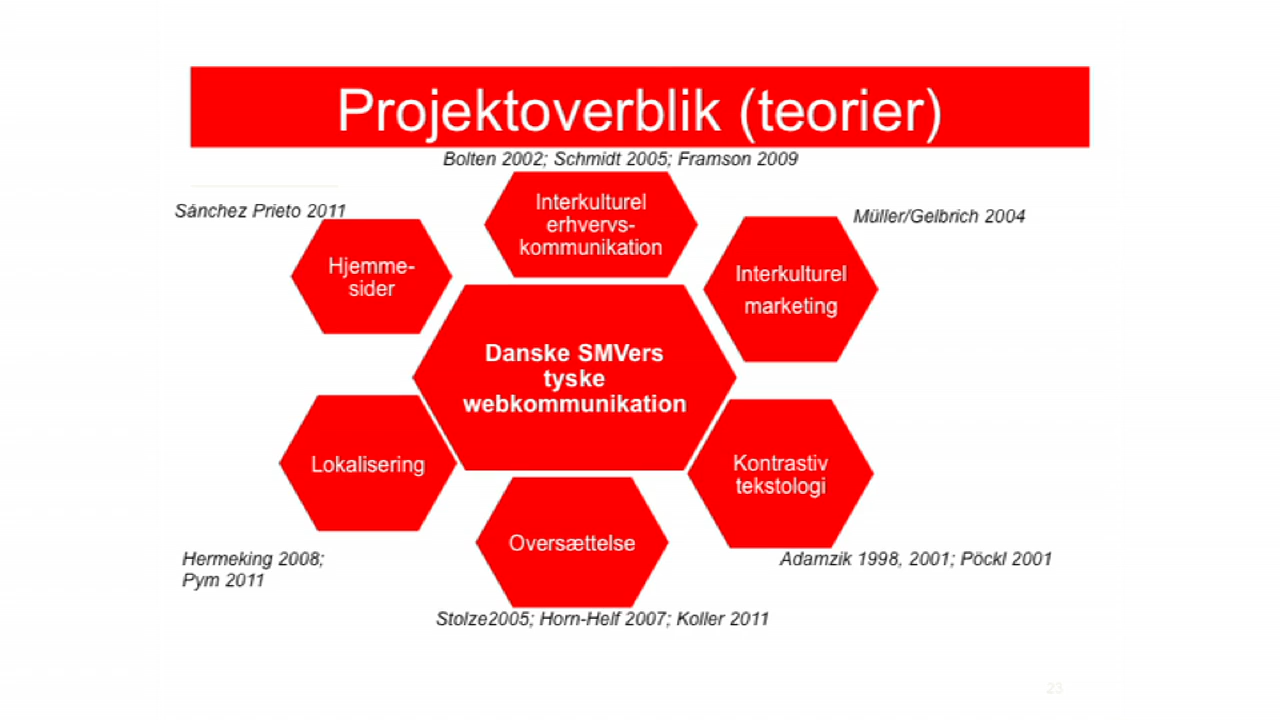 Projektoverblik (teorier)
Bolten 2002; Schmidt 2005; Framson 2009
Sánchez Prieto 2011
Müller/Gelbrich 2004
Interkulturel
erhvervs-
kommunikation
Hjemme-
sider
Interkulturel
marketing
Danske SMVers
tyske
webkommunikation
Lokalisering
Kontrastiv
tekstologi
Oversættelse
Hermeking 2008;
Pym 2011
Adamzik 1998, 2001; Pöckl 2001
Stolze2005; Horn-Helf 2007; Koller 2011
23